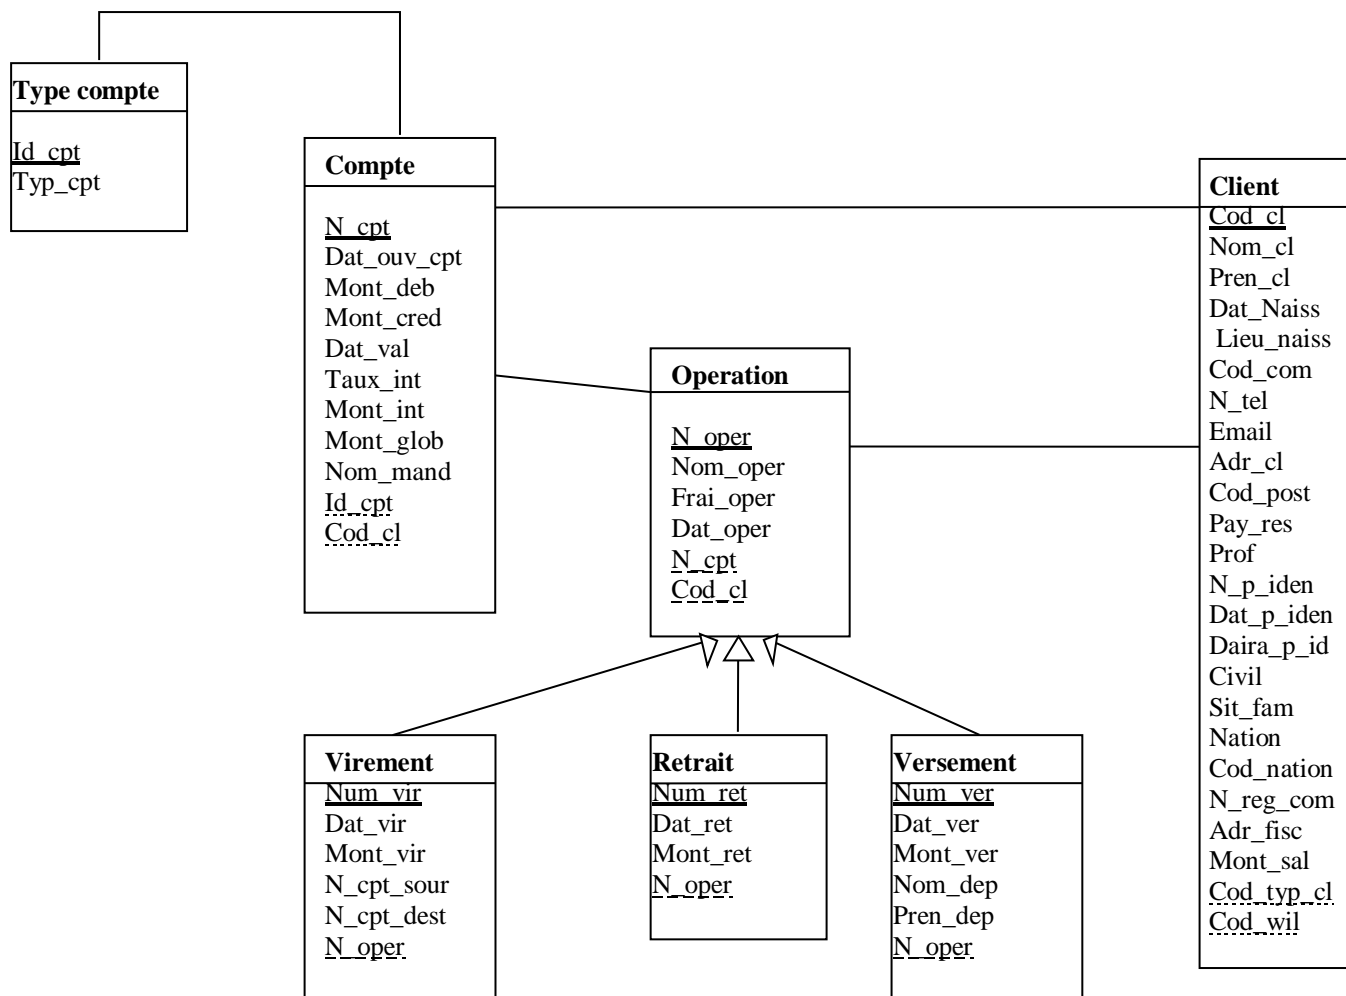 Type compte
Id_cpt
Typ_cpt
Compte
N_cpt
Dat_ouv_cpt
Mont_deb
Mont_cred
Dat_val
Taux_int
Mont_int
Mont_glob
Nom_mand
Id_cpt
Cod_cl
Operation
N_oper
Nom_oper
Frai_oper
Dat_oper
N_cpt
Cod_cl
Client
Cod_cl
Nom_cl
Pren_cl
Dat_Naiss
Lieu_naiss
Cod_com
N_tel
Email
Adr_cl
Cod_post
Pay_res
Prof
N_p_iden
Dat_p_iden
Daira_p_id
Civil
Sit_fam
Nation
Cod_nation
N_reg_com
Adr_fisc
Mont_sal
Cod_typ_cl
Cod_wil
Virement
Num_vir
Dat_vir
Mont_vir
N_cpt_sour
N_cpt_dest
N_oper
Retrait
Num_ret
Dat_ret
Mont_ret
N_oper
Versement
Num_ver
Dat_ver
Mont_ver
Nom_dep
Pren_dep
N_oper